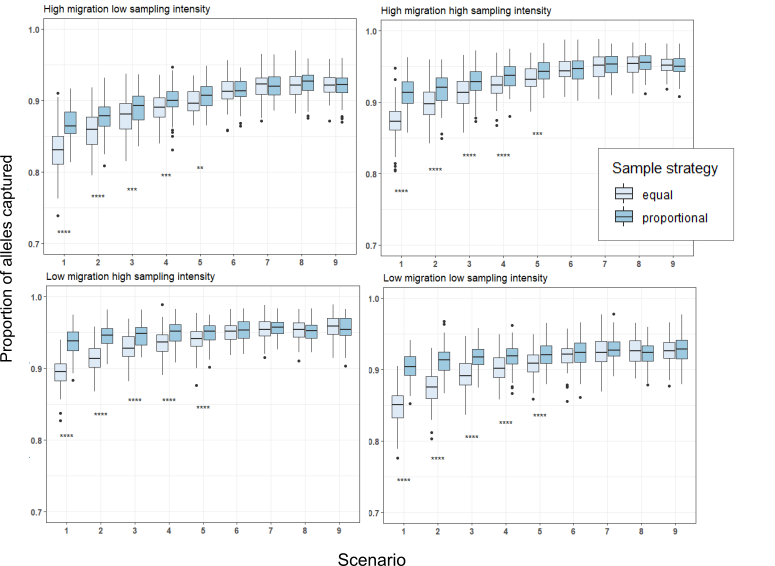 High migration low sampling intensity
1.0
0.9
0.8
0.7
**** **** *** *** **
1 2 3 4 5 6 7 8 9
High migration high sampling intensity
1.0
0.9
0.8
0.7
**** **** **** **** ***
1 2 3 4 5 6 7 8 9
Sample strategy
equal
proportional
Proportion of alleles captured
Low migration high sampling intensity
1.0
0.9
0.8
0.7
**** **** **** **** ****
1 2 3 4 5 6 7 8 9
Low migration low sampling intensity
1.0
0.9
0.8
0.7
**** **** **** **** ****
1 2 3 4 5 6 7 8 9
Scenario